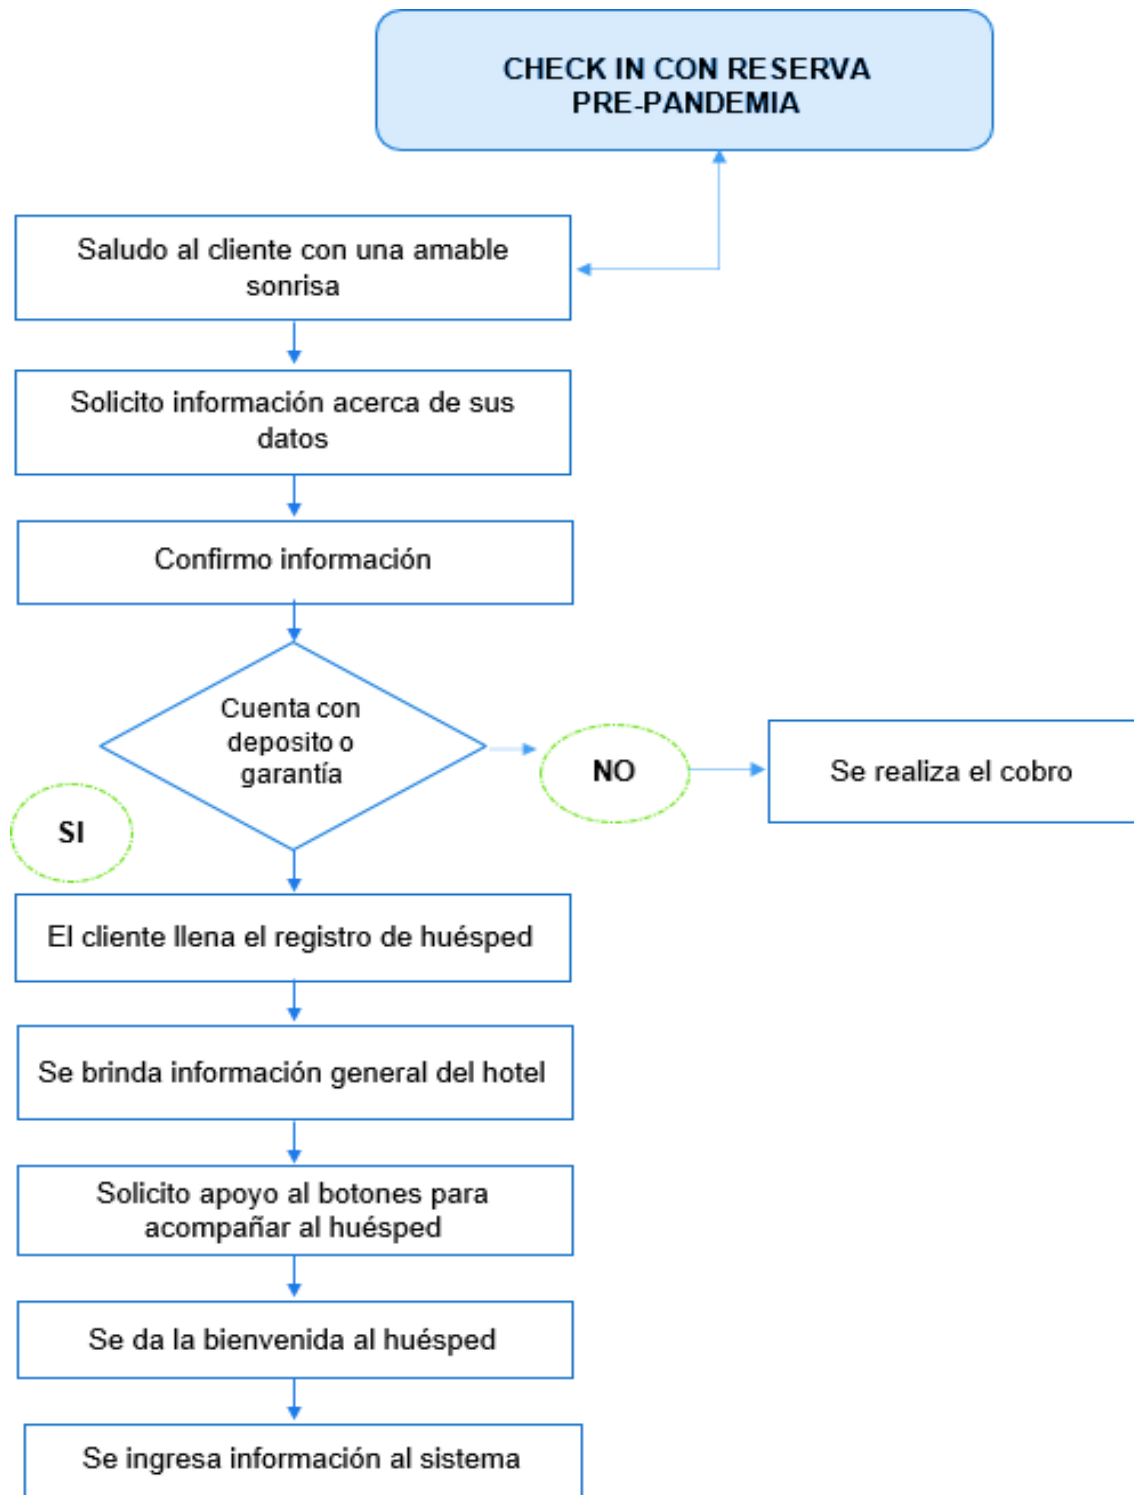 CHECK IN CON RESERVA
PRE-PANDEMIA
Saludo al cliente con una amable
sonrisa
Solicito información acerca de sus
datos
Confirmo información
Cuenta con
deposito o
garantía
NO
Se realiza el cobro
SI
El cliente llena el registro de huésped
Se brinda información general del hotel
Solicito apoyo al botones para
acompañar al huésped
Se da la bienvenida al huésped
Se ingresa información al sistema